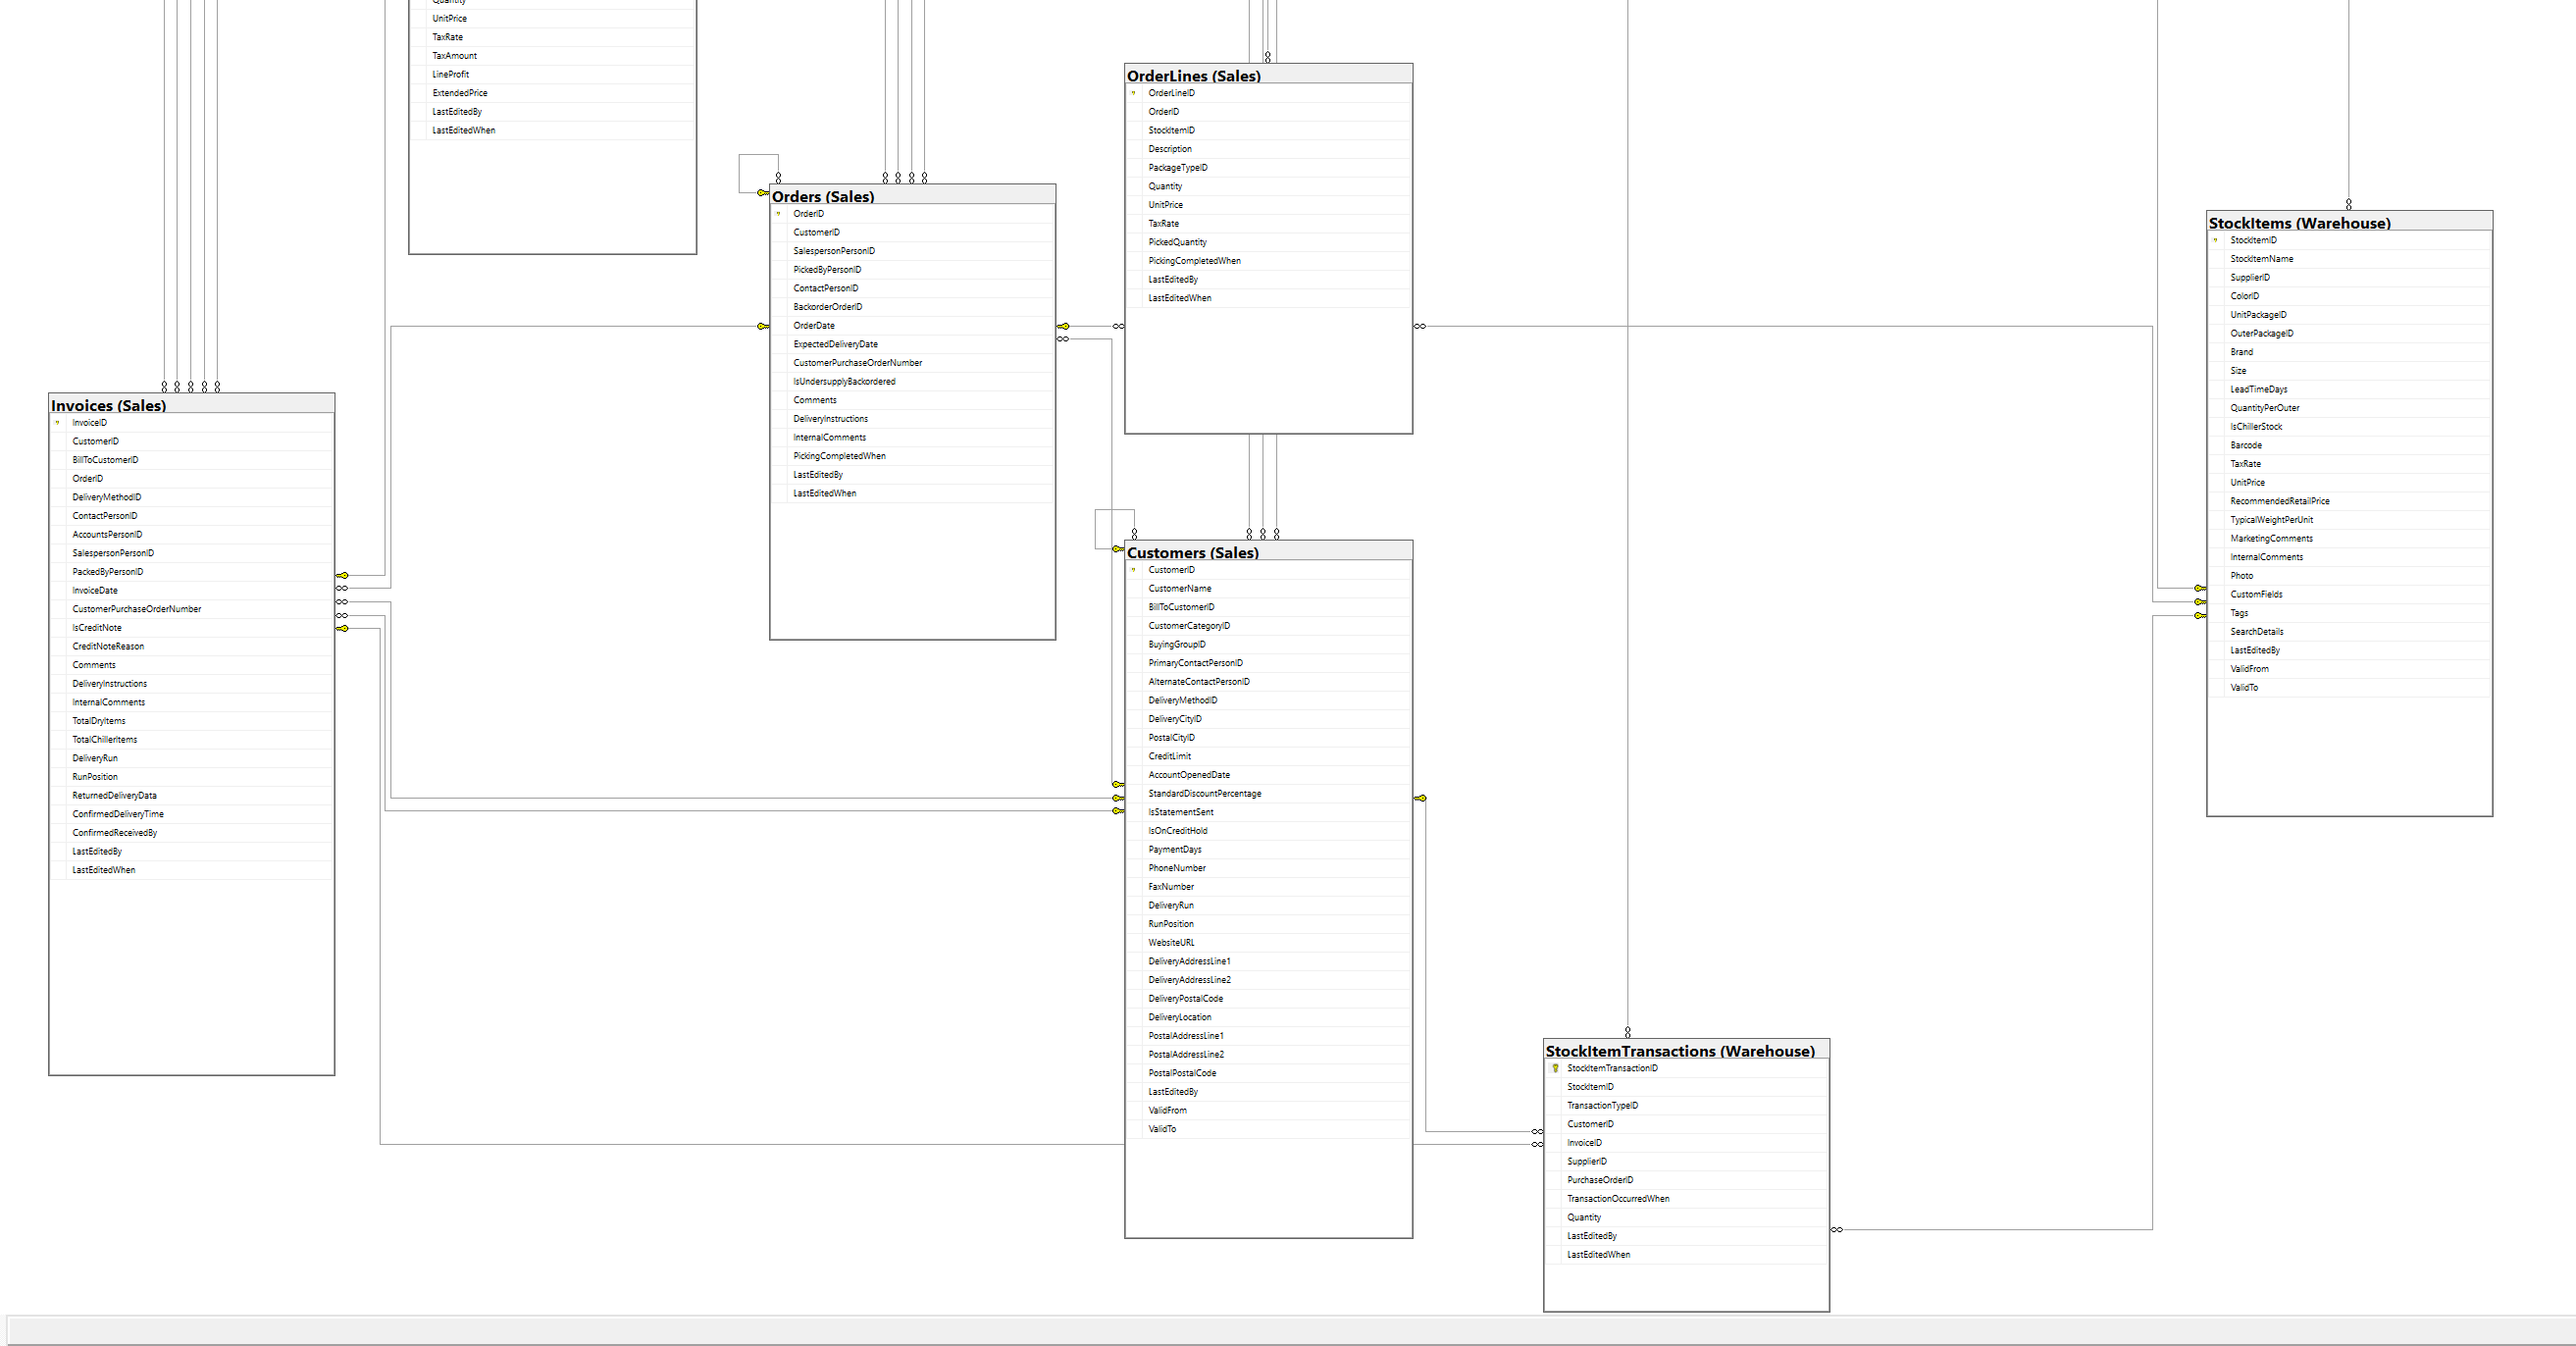 Quantity
UnitPrice
TaxRate
TaxAmount
LineProfit
ExtendedPrice
LastEditedBy
LastEditedWhen
OrderLines (Sales)
OrderLineID
OrderID
StockItemID
Description
PackageTypeID
Quantity
UnitPrice
TaxRate
PickedQuantity
PickingCompletedWhen
LastEditedBy
LastEditedWhen
Orders (Sales)
OrderID
CustomerID
SalespersonPersonID
PickedByPersonID
ContactPersonID
BackorderOrderID
OrderDate
ExpectedDeliveryDate
CustomerPurchaseOrderNumber
IsUndersupplyBackordered
Comments
DeliveryInstructions
InternalComments
PickingCompletedWhen
LastEditedBy
LastEditedWhen
StockItems (Warehouse)
StockItemID
StockItemName
SupplierID
ColorID
UnitPackageID
OuterPackageID
Brand
Size
LeadTimeDays
QuantityPerOuter
IsChillerStock
Barcode
TaxRate
UnitPrice
RecommendedRetailPrice
TypicalWeightPerUnit
MarketingComments
InternalComments
Photo
CustomFields
Tags
SearchDetails
LastEditedBy
ValidFrom
ValidTo
Invoices (Sales)
InvoiceID
CustomerID
BillToCustomerID
OrderID
DeliveryMethodID
ContactPersonID
AccountsPersonID
SalespersonPersonID
PackedByPersonID
InvoiceDate
CustomerPurchaseOrderNumber
IsCreditNote
CreditNoteReason
Comments
DeliveryInstructions
InternalComments
TotalDryItems
TotalChillerItems
DeliveryRun
RunPosition
ReturnedDeliveryData
ConfirmedDeliveryTime
ConfirmedReceivedBy
LastEditedBy
LastEditedWhen
Customers (Sales)
CustomerID
CustomerName
BillToCustomerID
CustomerCategoryID
BuyingGroupID
PrimaryContactPersonID
AlternateContactPersonID
DeliveryMethodID
DeliveryCityID
PostalCityID
CreditLimit
AccountOpenedDate
StandardDiscountPercentage
IsStatementSent
IsOnCreditHold
PaymentDays
PhoneNumber
FaxNumber
DeliveryRun
RunPosition
WebsiteURL
DeliveryAddressLine1
DeliveryAddressLine2
DeliveryPostalCode
DeliveryLocation
PostalAddressLine1
PostalAddressLine2
PostalPostalCode
LastEditedBy
ValidFrom
ValidTo
StockItemTransactions (Warehouse)
StockItemTransactionID
StockItemID
TransactionTypeID
CustomerID
InvoiceID
SupplierID
PurchaseOrderID
TransactionOccurredWhen
Quantity
LastEditedBy
LastEditedWhen